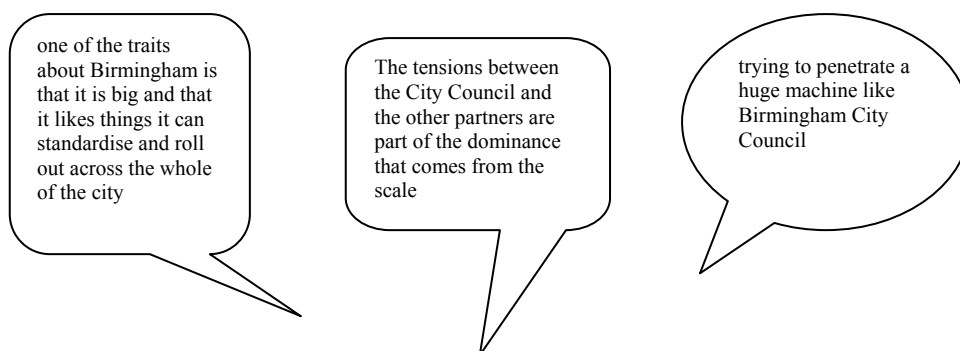 one of the traits
about Birmingham is
that it is big and that
it likes things it can
standardise and roll
out across the whole
of the city
The tensions between
the City Council and
the other partners are
part of the dominance
that comes from the
scale
trying to penetrate a
huge machine like
Birmingham City
Council